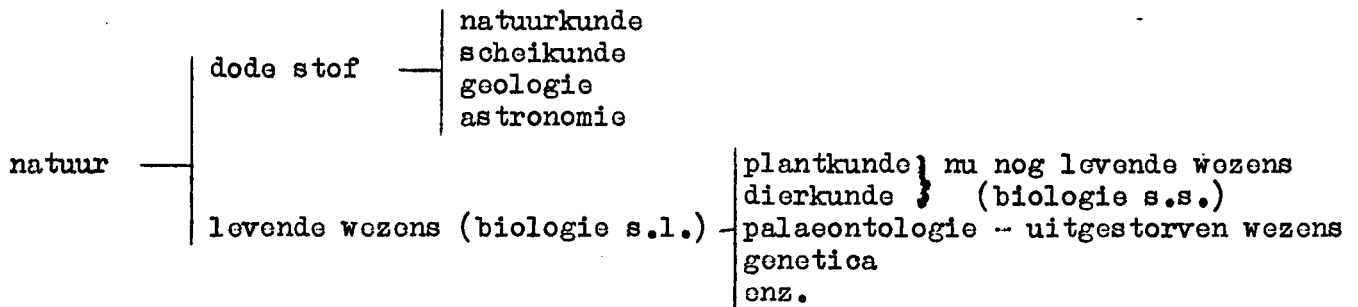 natuurkunde
dode stof scheikunde
geologie
astronomie
natuur
plantkunde } nu nog levende wezens
dierkunde } (biologie s.s.)
levende wezens (biologie s.l.) - palaeontologie - uitgestorven wezens
genetica
enz.